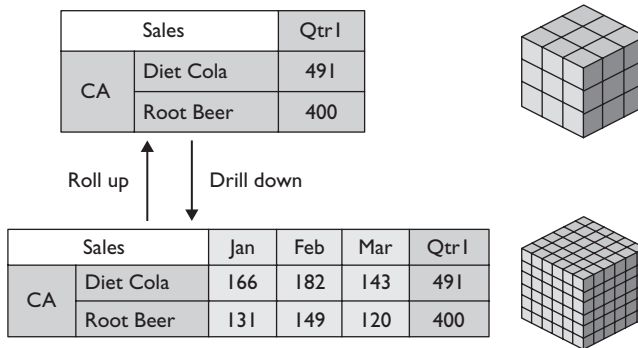 Sales Qtr1
CA
Diet Cola 491
Root Beer 400
Roll up Drill down
Sales Jan Feb Mar Qtr1
CA
Diet Cola 166 182 143 491
Root Beer 131 149 120 400